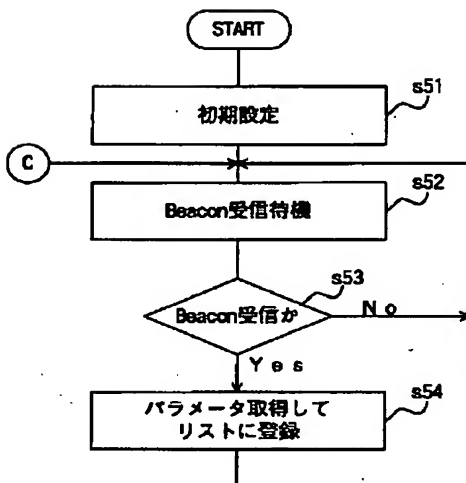 START
s51
初期設定
C
s52
Beacon受信待機
s53
Beacon受信か
No
Yes
s54
パラメータ取得して
リストに登録